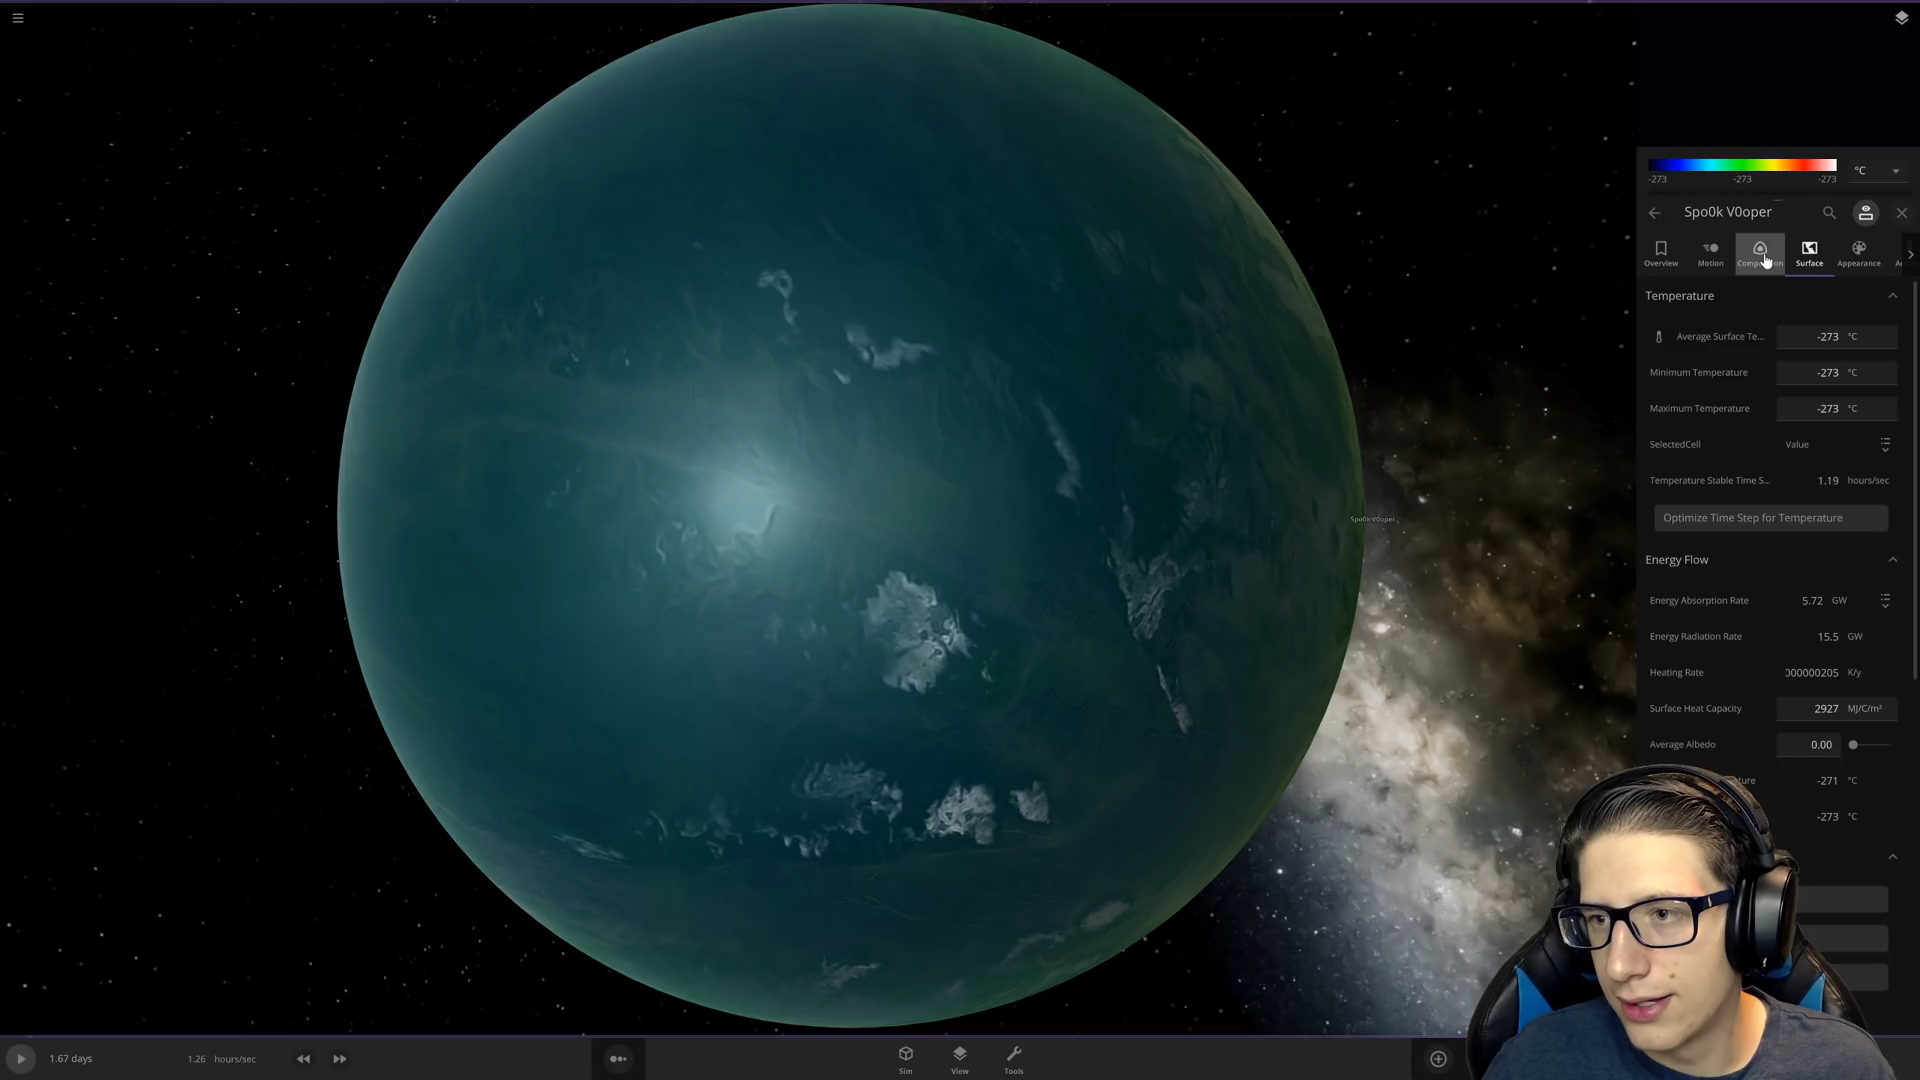 -273 -273 -273
°C
Spo0k V0oper
Overview Motion Surface Appearance
Temperature
Average Surface Te... -273 °C
Minimum Temperature -273 °C
Maximum Temperature -273 °C
SelectedCell Value
Temperature Stable Time S... 1.19 hours/sec
Optimize Time Step for Temperature
Energy Flow
Energy Absorption Rate 5.72 GW
Energy Radiation Rate 15.5 GW
Heating Rate 000000205 K/y
Surface Heat Capacity 2927 MJ/C/m²
Average Albedo 0.00
-271 °C
-273 °C
Spo0k V0oper
1.67 days 1.26 hours/sec
Sim View Tools